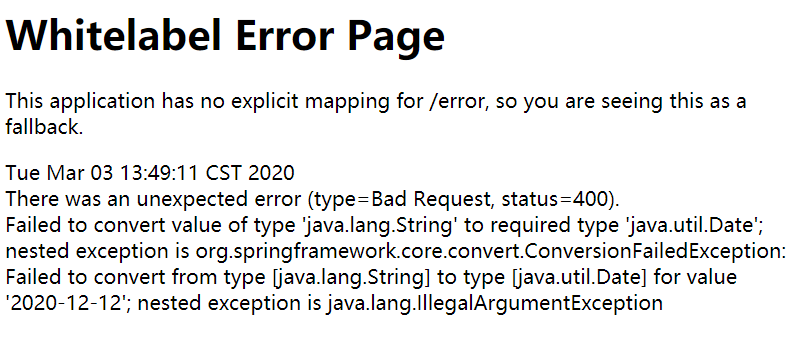 Whitelabel Error Page
This application has no explicit mapping for /error, so you are seeing this as a
fallback.
Tue Mar 03 13:49:11 CST 2020
There was an unexpected error (type=Bad Request, status=400).
Failed to convert value of type 'java.lang.String' to required type 'java.util.Date';
nested exception is org.springframework.core.convert.ConversionFailedException:
Failed to convert from type [java.lang.String] to type [java.util.Date] for value
'2020-12-12'; nested exception is java.lang.IllegalArgumentException